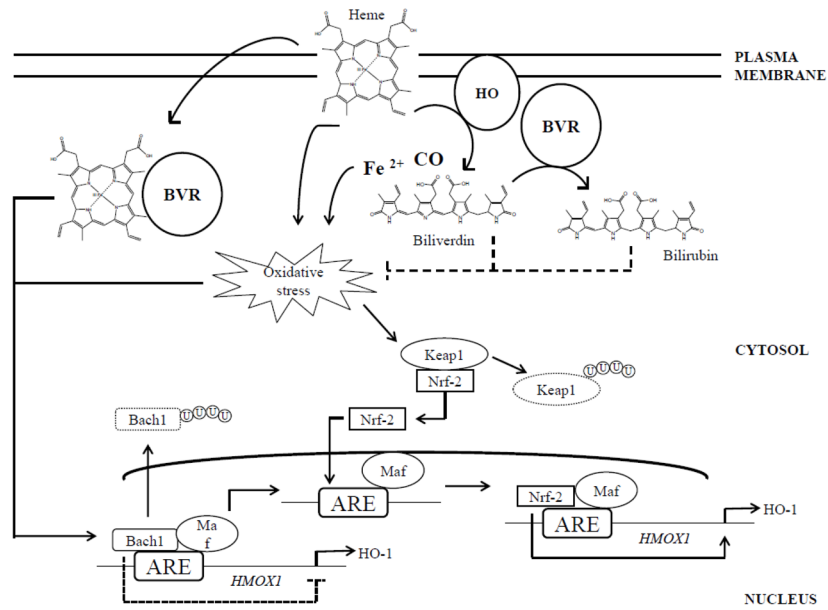 Heme
PLASMA
MEMBRANE
HO
BVR
Fe 2+ CO
BVR
Biliverdin
Bilirubin
Oxidative
stress
CYTOSOL
Keap1
Nrf-2
Keap1
U U U U
Bach1
U U U U
Nrf-2
Maf
ARE
Nrf-2
Maf
ARE
HMOX1
HO-1
Bach1
Ma
f
ARE
HMOX1
HO-1
NUCLEUS